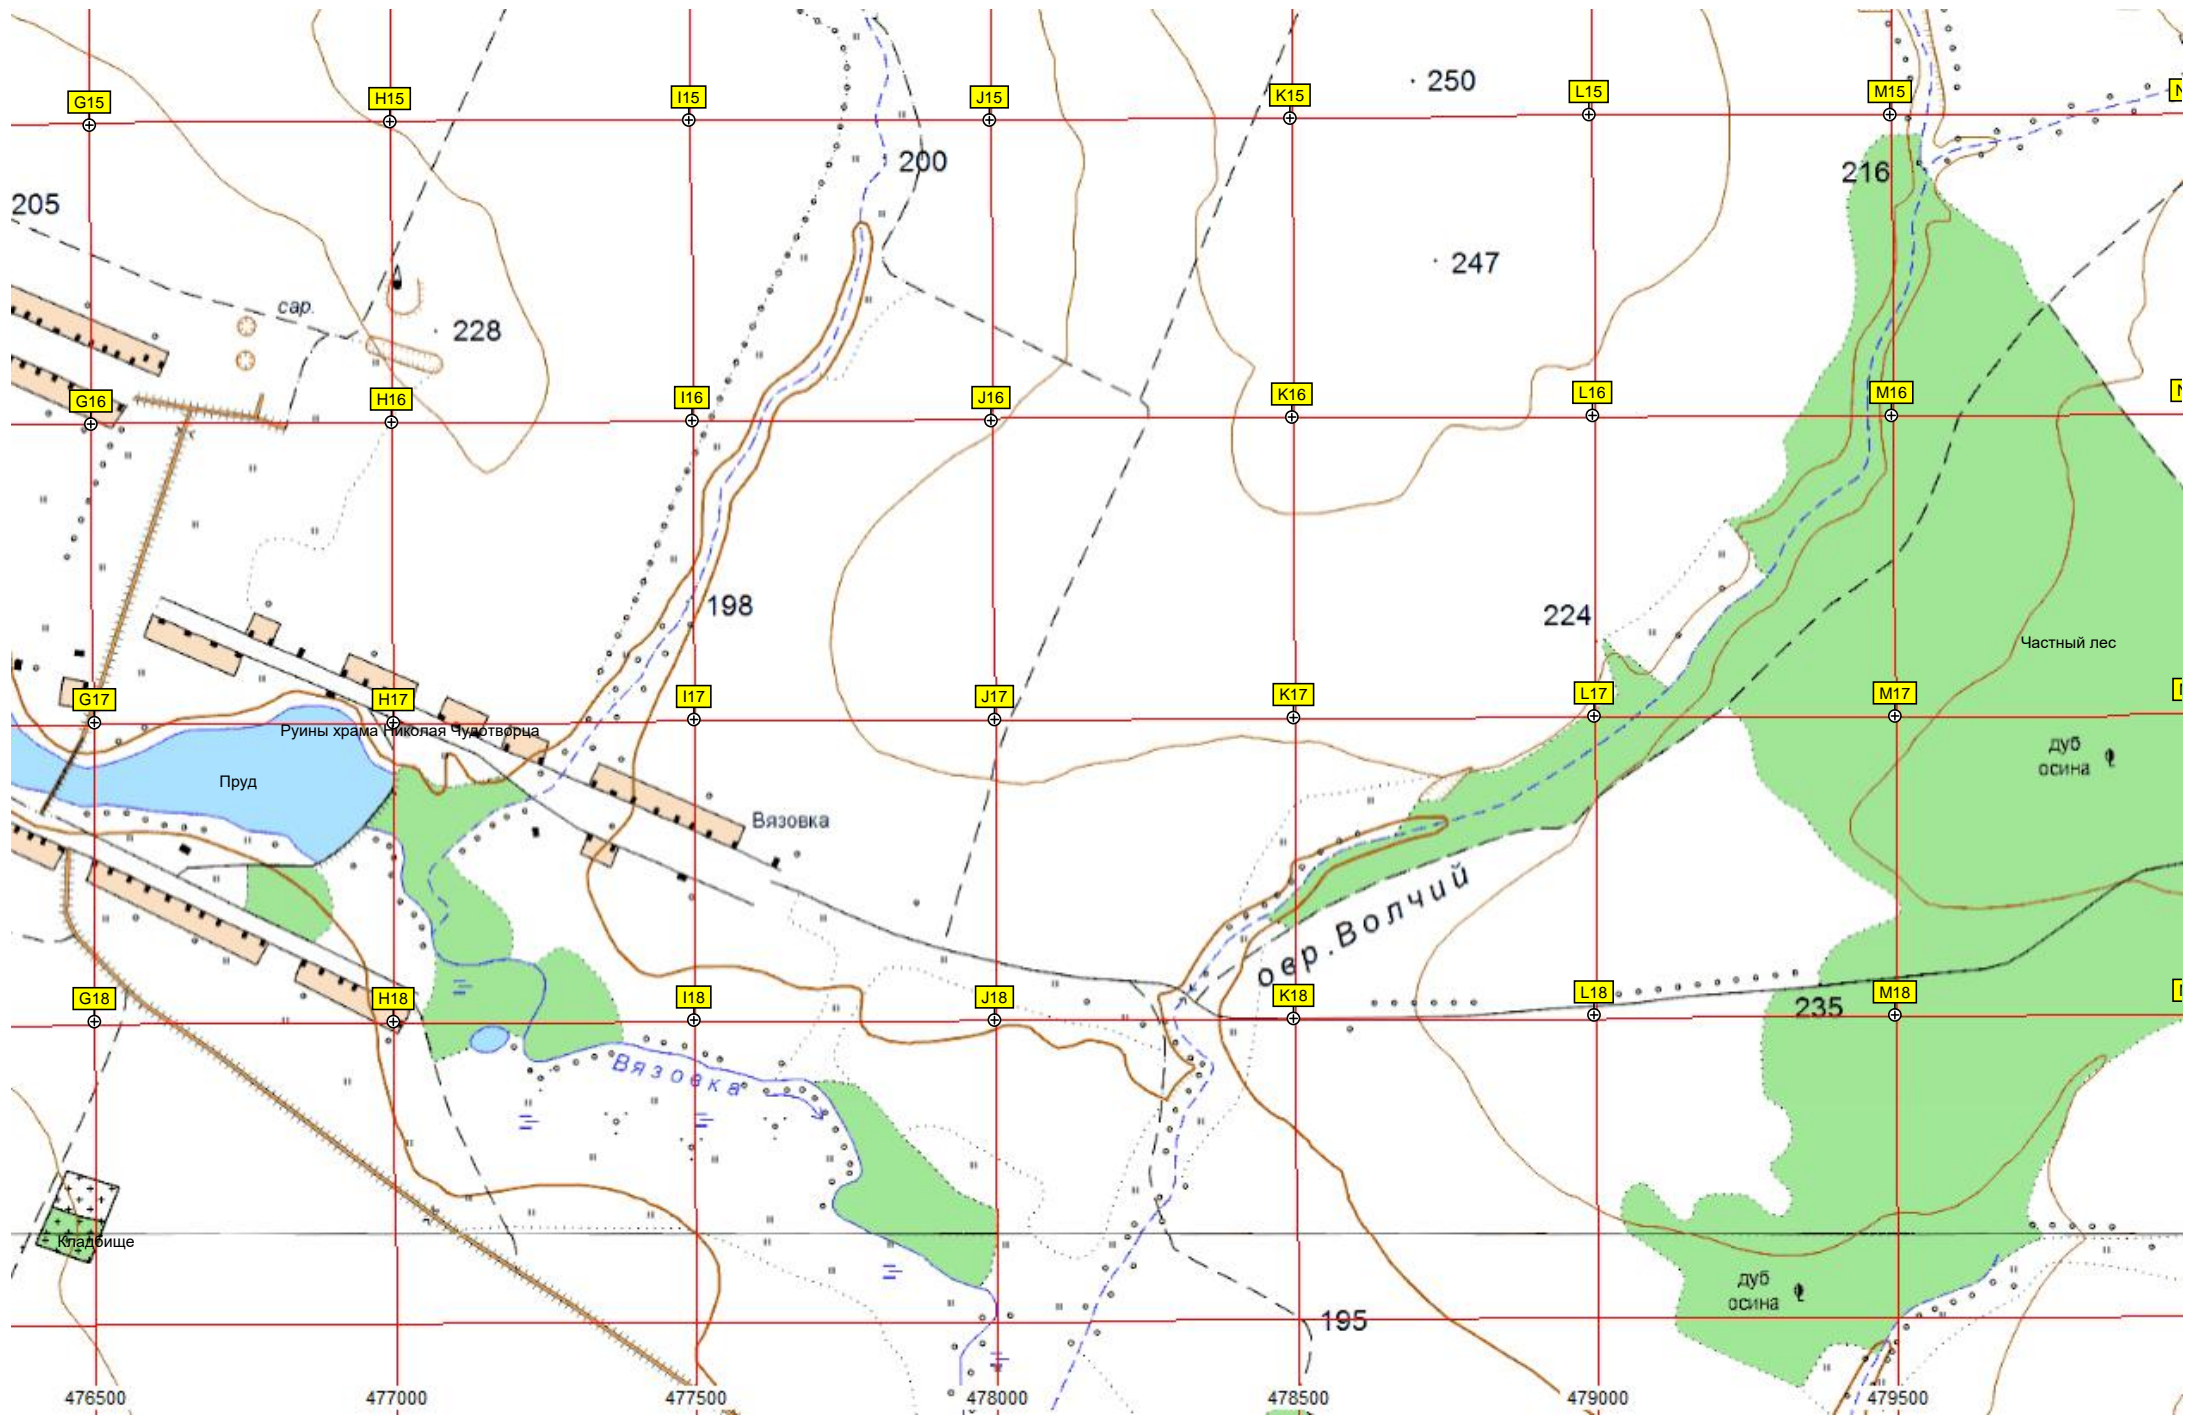 250
G15 H15 I15 J15 K15 L15 M15
200
216
205
247
сар.
228
G16 H16 I16 J16 K16 L16 M16
198
224
Частный лес
G17 H17 I17 J17 K17 L17 M17
Руины храма Николая Чудотворца
дуб
осина
Пруд
Вязовка
овр. Волчий
G18 H18 I18 J18 K18 L18 M18
235
Вязовка
Кладбище
дуб
осина
195
476500 477000 477500 478000 478500 479000 479500